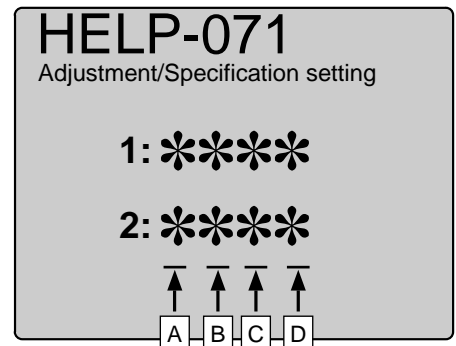 HELP-071
Adjustment/Specification setting
1: ****
2: ****
A B C D